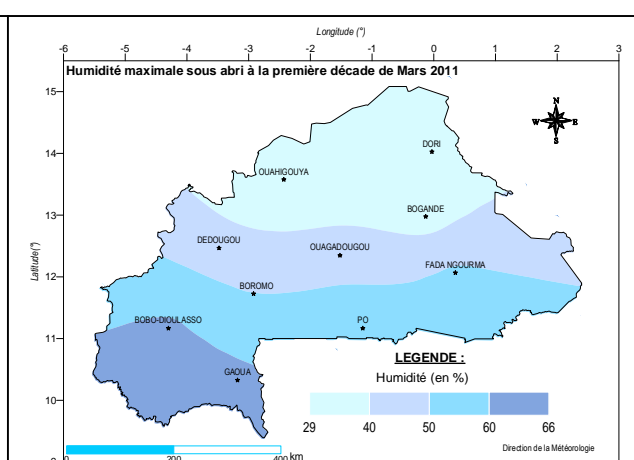 Longitude (°)
-6 -5 -4 -3 -2 -1 0 1 2 3
Humidité maximale sous abri à la première décade de Mars 2011
15
N
W E
S
14
DORI
OUAHIGOUYA
13
BOGANDE
DEDOUGOU
OUAGADOUGOU
Latitude(°)
FADA NGOURMA
12
BOROMO
BOBO-DIOULASSO
PO
11
LEGENDE :
GAOUA
Humidité (en %)
10
29 40 50 60 66
Direction de la Météorologie
0 200 400 km